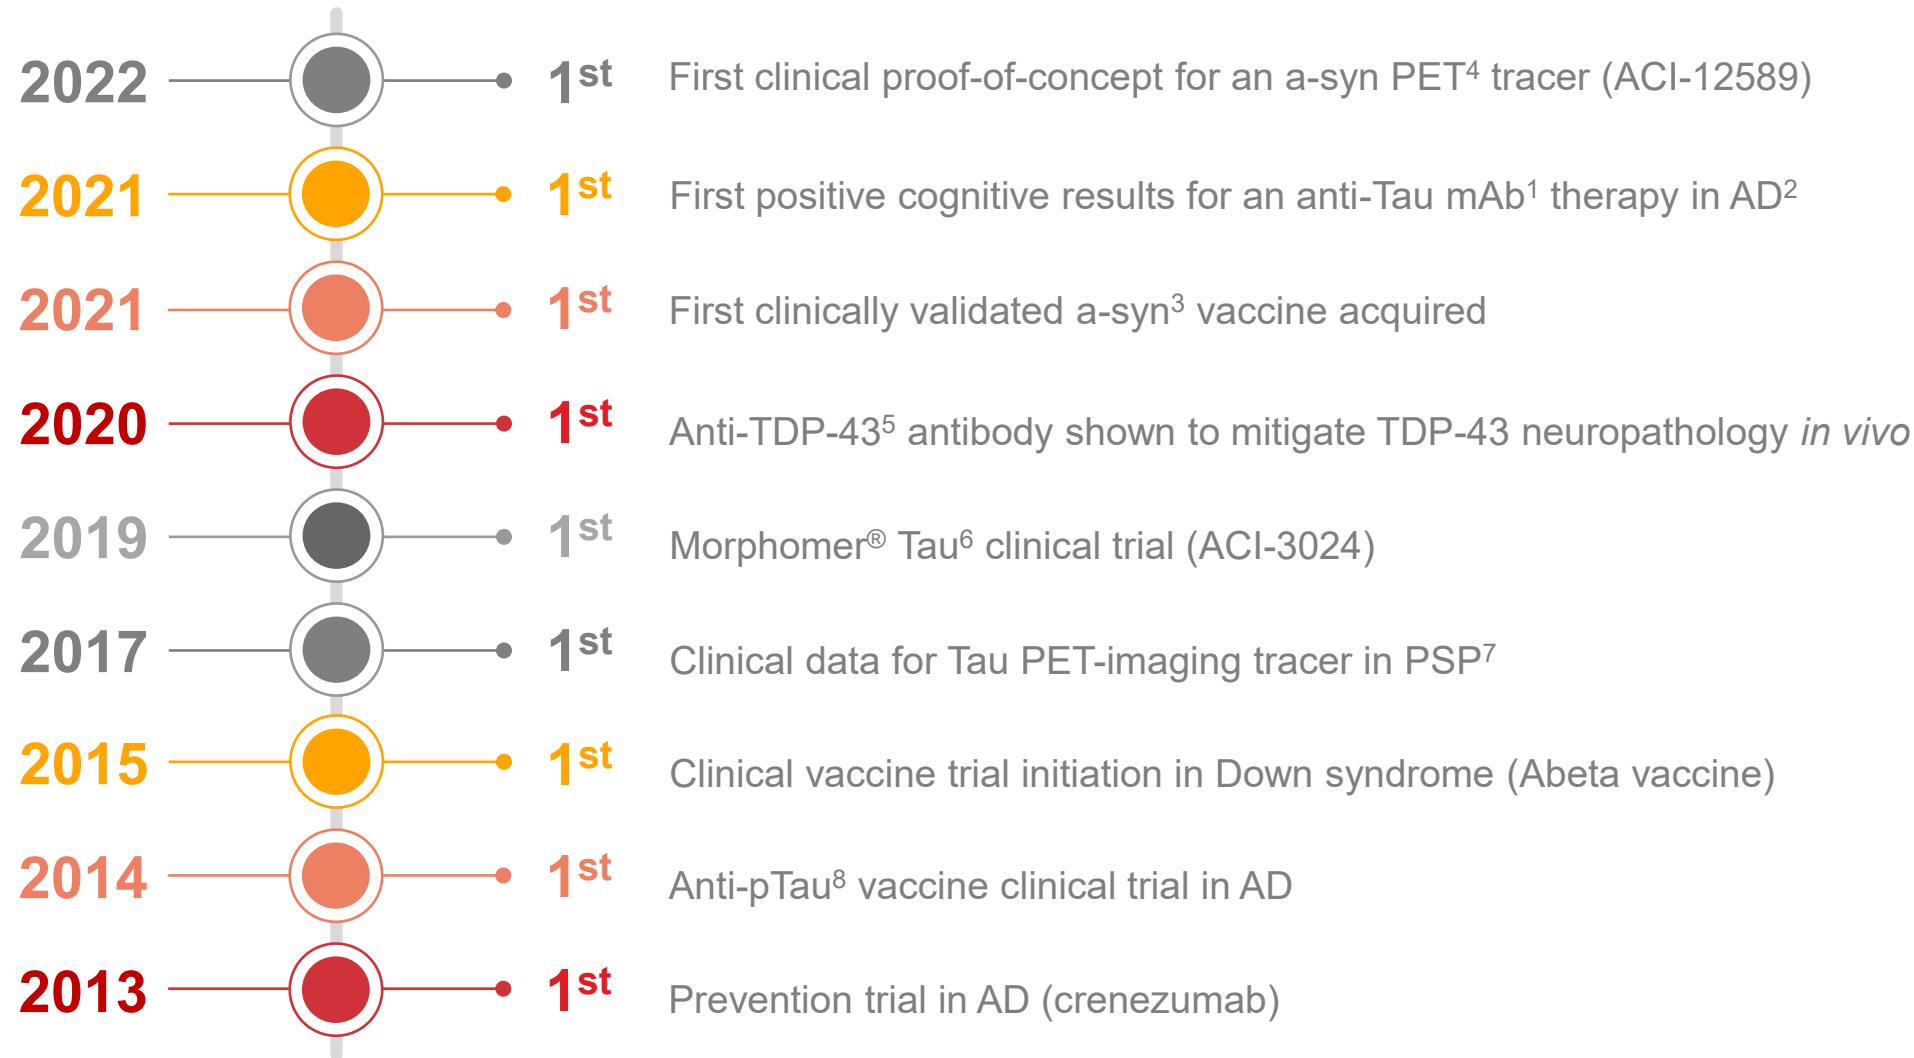 2022 1st First clinical proof-of-concept for an a-syn PET⁴ tracer (ACI-12589)
2021 1st First positive cognitive results for an anti-Tau mAb¹ therapy in AD²
2021 1st First clinically validated a-syn³ vaccine acquired
2020 1st Anti-TDP-43⁵ antibody shown to mitigate TDP-43 neuropathology in vivo
2019 1st Morphomer® Tau⁶ clinical trial (ACI-3024)
2017 1st Clinical data for Tau PET-imaging tracer in PSP⁷
2015 1st Clinical vaccine trial initiation in Down syndrome (Abeta vaccine)
2014 1st Anti-pTau⁸ vaccine clinical trial in AD
2013 1st Prevention trial in AD (crenezumab)